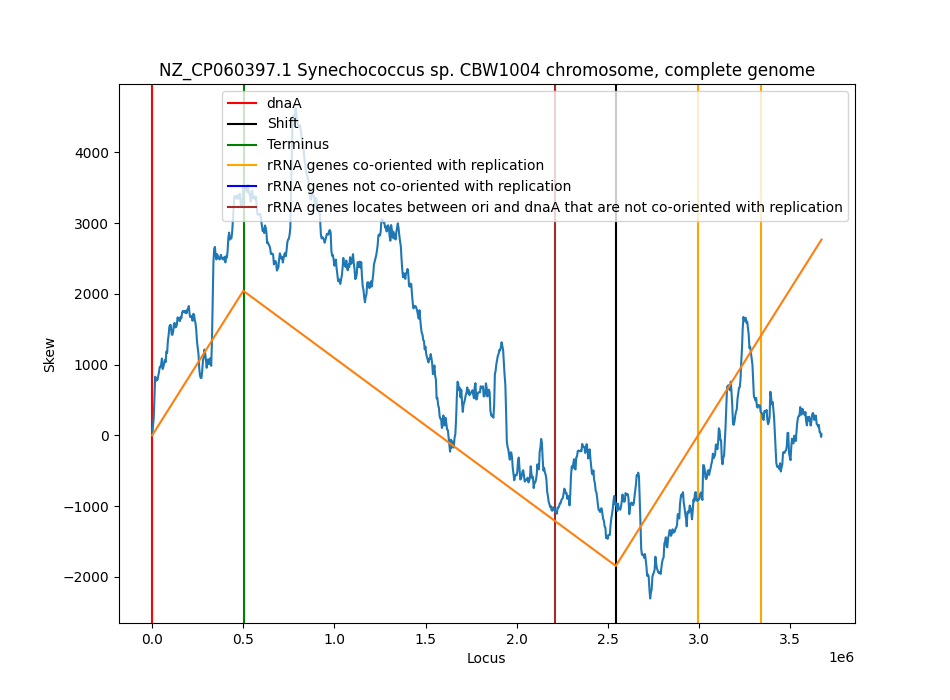 NZ_CP060397.1 Synechococcus sp. CBW1004 chromosome, complete genome
dnaA
Shift
Terminus
rRNA genes co-oriented with replication
rRNA genes not co-oriented with replication
rRNA genes locates between ori and dnaA that are not co-oriented with replication
Skew
4000
3000
2000
1000
0
−1000
−2000
0.0 0.5 1.0 1.5 2.0 2.5 3.0 3.5
1e6
Locus